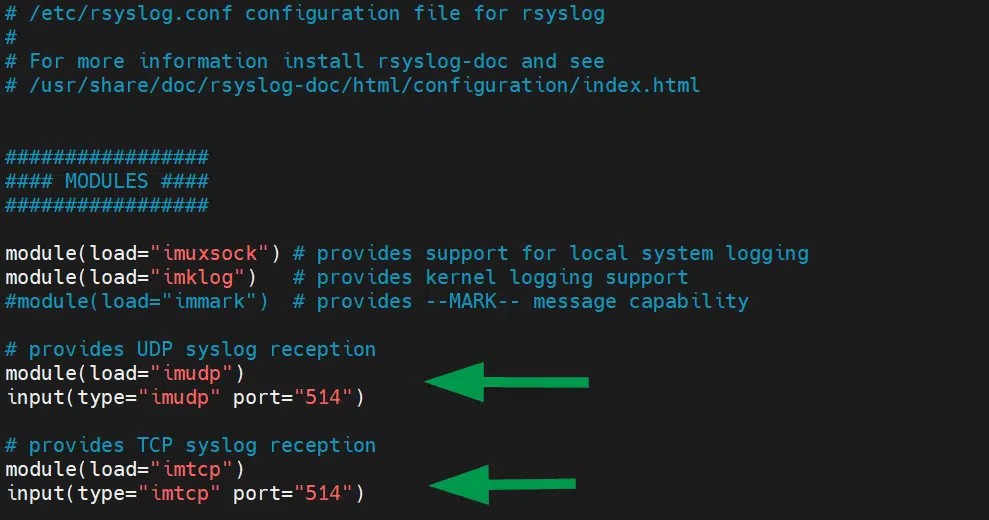 # /etc/rsyslog.conf configuration file for rsyslog
#
# For more information install rsyslog-doc and see
# /usr/share/doc/rsyslog-doc/html/configuration/index.html
#################
#### MODULES ####
#################
module(load="imuxsock") # provides support for local system logging
module(load="imklog")   # provides kernel logging support
#module(load="immark")  # provides --MARK-- message capability
# provides UDP syslog reception
module(load="imudp")
input(type="imudp" port="514")
# provides TCP syslog reception
module(load="imtcp")
input(type="imtcp" port="514")